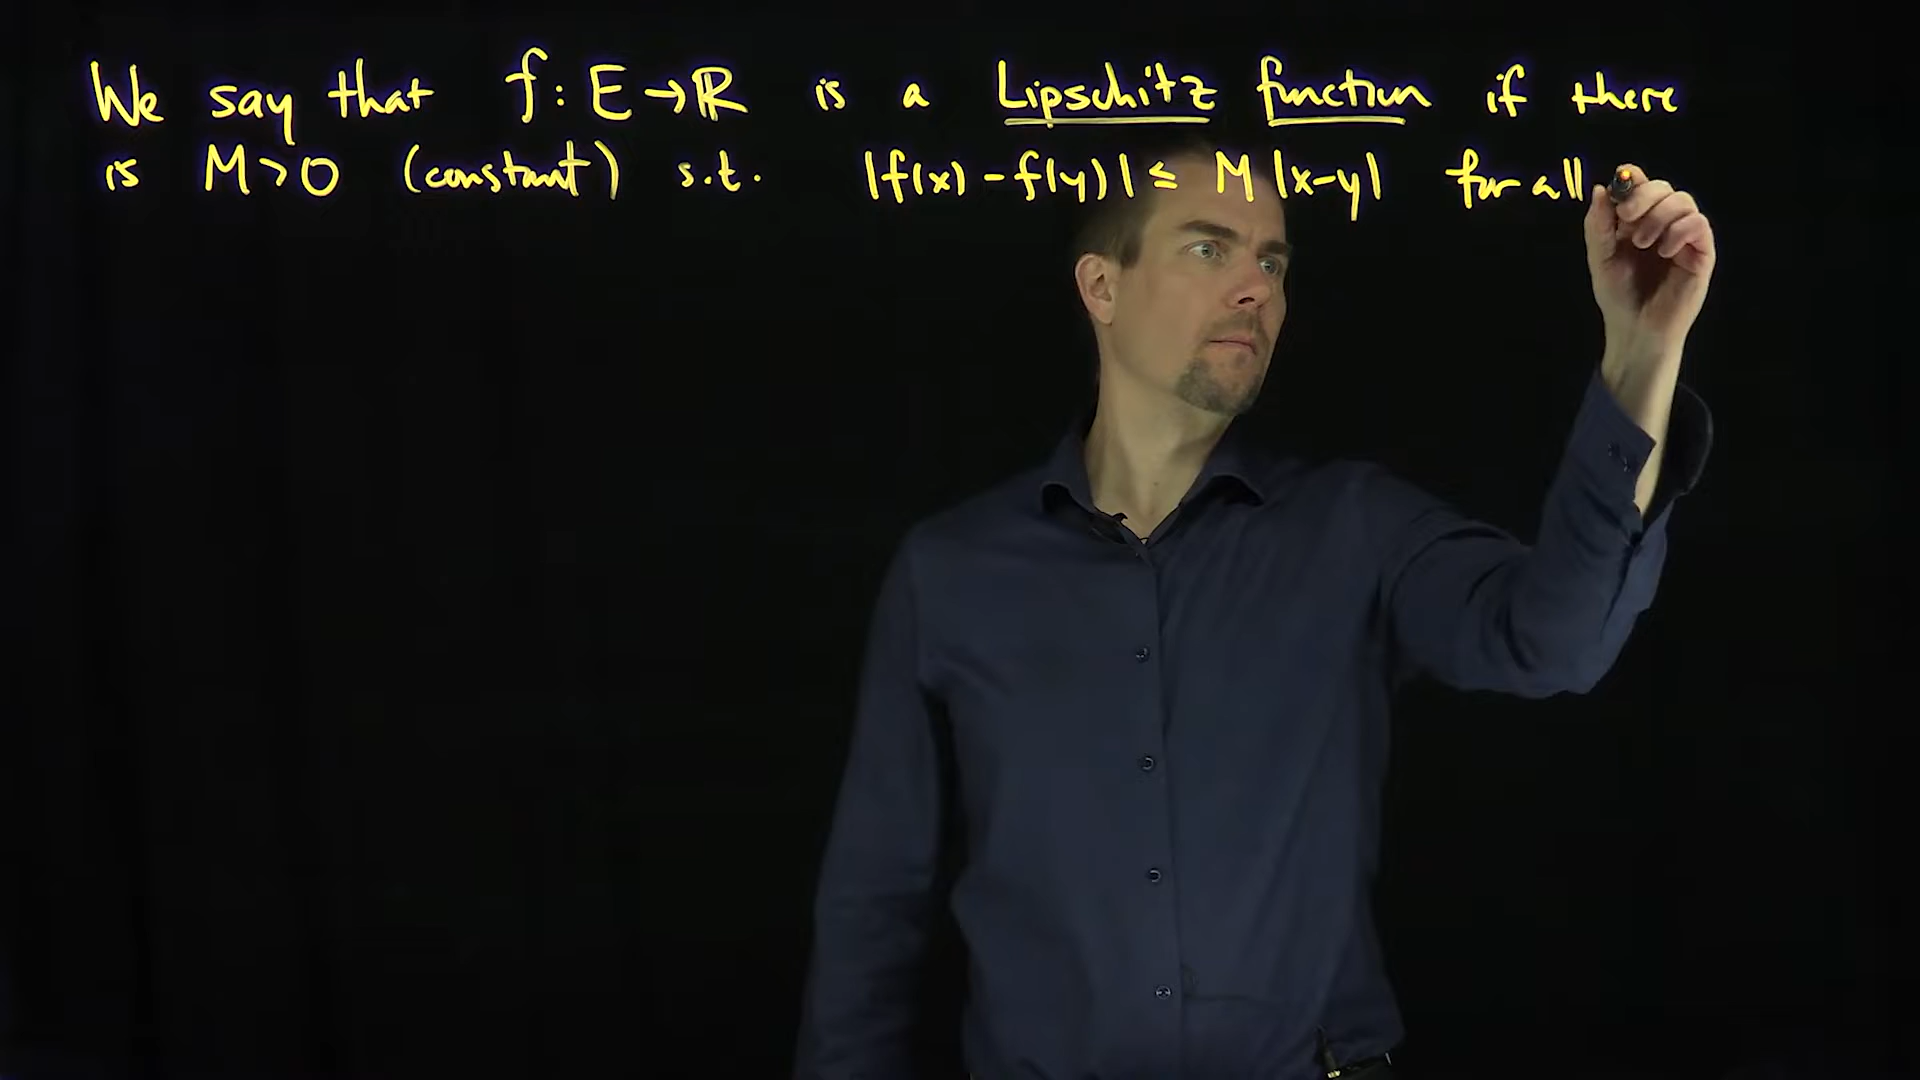 We say that f: E→ℝ is a Lipschitz function if there
is M>0 (constant) s.t. |f(x) - f(y)| ≤ M |x-y| for all